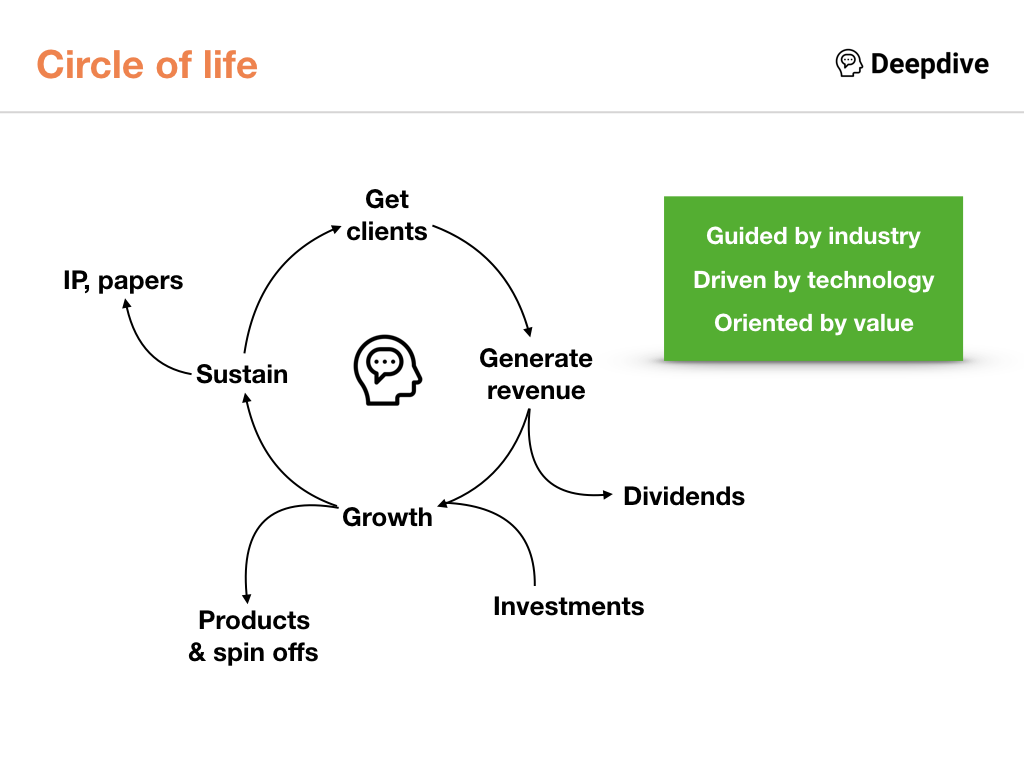 Circle of life
Deepdive
Get
clients
Guided by industry
Driven by technology
Oriented by value
IP, papers
Sustain
Generate
revenue
Dividends
Growth
Investments
Products
& spin offs